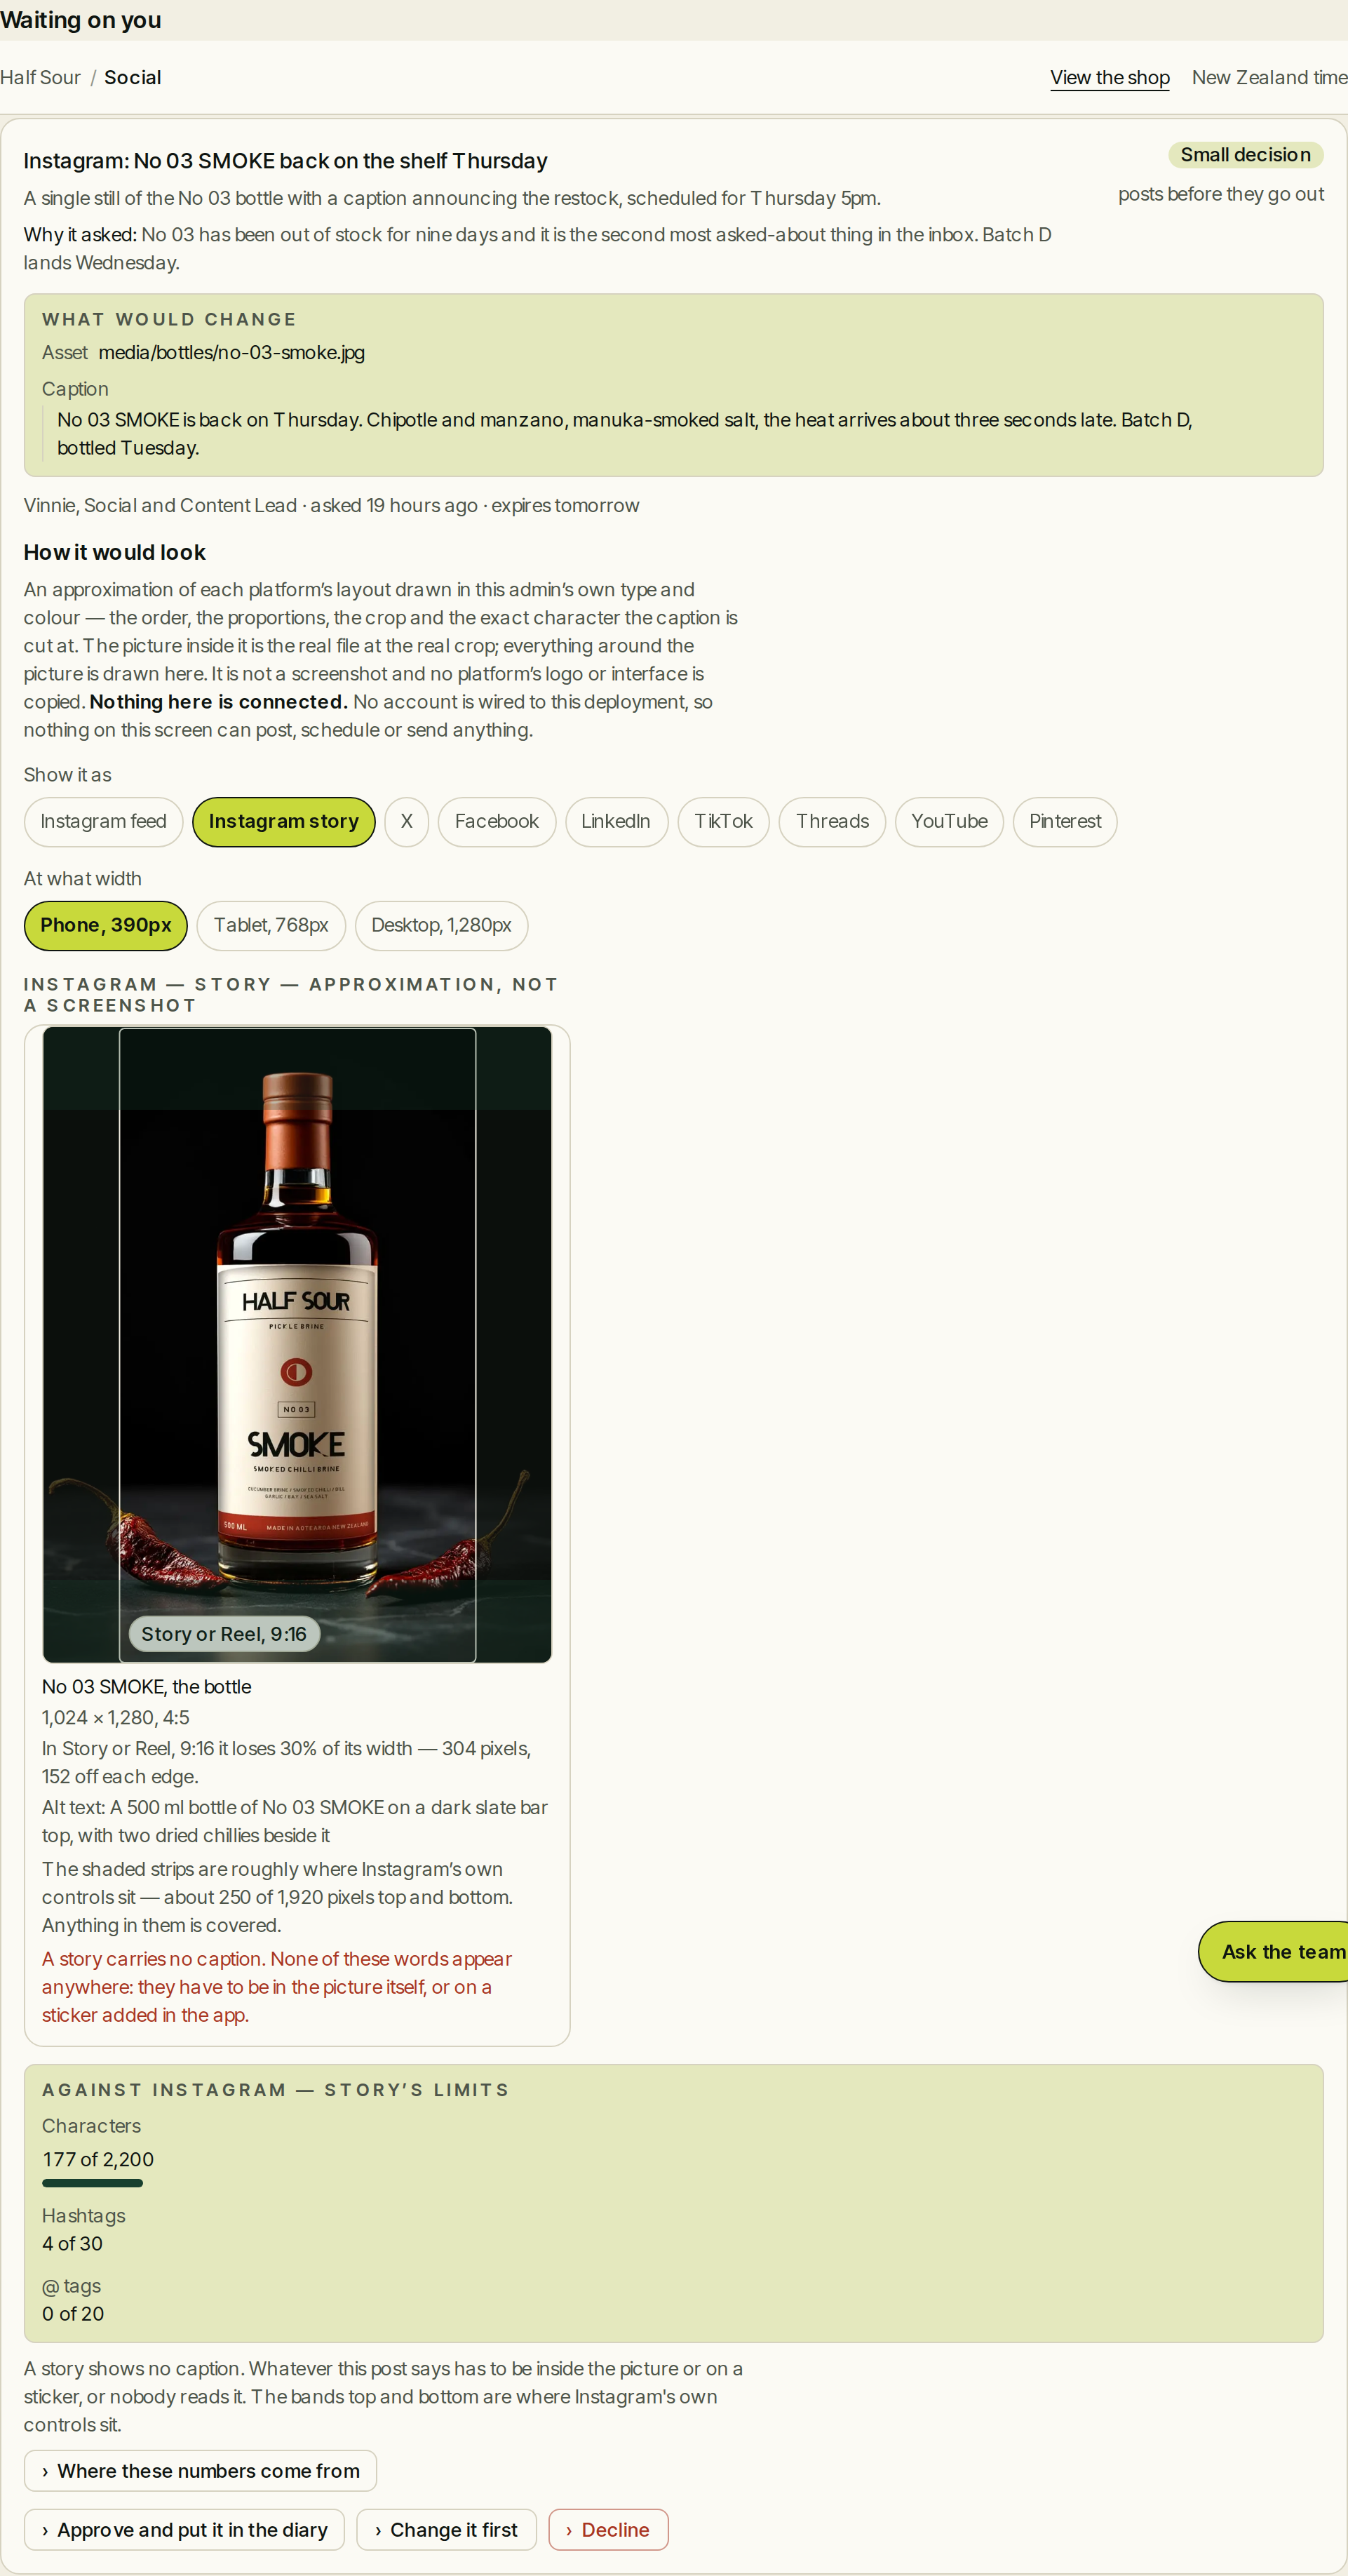 Waiting on you
Half Sour / Social
View the shop
New Zealand time
Instagram: No 03 SMOKE back on the shelf Thursday
Small decision
A single still of the No 03 bottle with a caption announcing the restock, scheduled for Thursday 5pm.
posts before they go out
Why it asked: No 03 has been out of stock for nine days and it is the second most asked-about thing in the inbox. Batch D
lands Wednesday.
WHAT WOULD CHANGE
Asset media/bottles/no-03-smoke.jpg
Caption
No 03 SMOKE is back on Thursday. Chipotle and manzano, manuka-smoked salt, the heat arrives about three seconds late. Batch D,
bottled Tuesday.
Vinnie, Social and Content Lead · asked 19 hours ago · expires tomorrow
How it would look
An approximation of each platform’s layout drawn in this admin’s own type and
colour — the order, the proportions, the crop and the exact character the caption is
cut at. The picture inside it is the real file at the real crop; everything around the
picture is drawn here. It is not a screenshot and no platform’s logo or interface is
copied. Nothing here is connected. No account is wired to this deployment, so
nothing on this screen can post, schedule or send anything.
Show it as
Instagram feed
Instagram story
X
Facebook
LinkedIn
TikTok
Threads
YouTube
Pinterest
At what width
Phone, 390px
Tablet, 768px
Desktop, 1,280px
INSTAGRAM — STORY — APPROXIMATION, NOT
A SCREENSHOT
HALF SOUR
PICKLE BRINE
NO 03
SMOKE
SMOKED CHILLI BRINE
CUCUMBER BRINE / SMOKED CHILLI / DILL
GARLIC / BAY / SEA SALT
500 ML
MADE IN AOTEAROA NEW ZEALAND
Story or Reel, 9:16
No 03 SMOKE, the bottle
1,024 × 1,280, 4:5
In Story or Reel, 9:16 it loses 30% of its width — 304 pixels,
152 off each edge.
Alt text: A 500 ml bottle of No 03 SMOKE on a dark slate bar
top, with two dried chillies beside it
The shaded strips are roughly where Instagram’s own
controls sit — about 250 of 1,920 pixels top and bottom.
Anything in them is covered.
A story carries no caption. None of these words appear
anywhere: they have to be in the picture itself, or on a
sticker added in the app.
Ask the team
AGAINST INSTAGRAM — STORY’S LIMITS
Characters
177 of 2,200
Hashtags
4 of 30
@ tags
0 of 20
A story shows no caption. Whatever this post says has to be inside the picture or on a
sticker, or nobody reads it. The bands top and bottom are where Instagram's own
controls sit.
› Where these numbers come from
› Approve and put it in the diary
› Change it first
› Decline